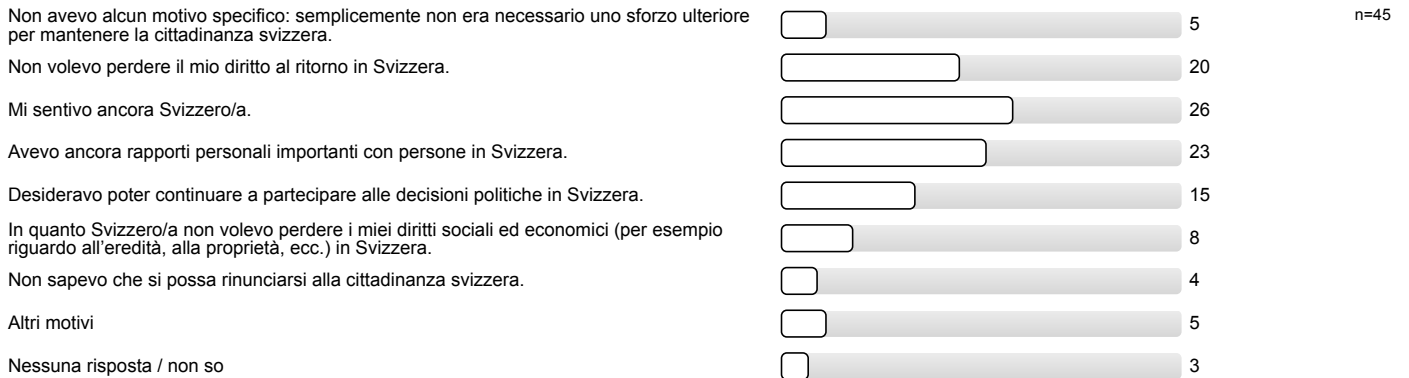 Non avevo alcun motivo specifico: semplicemente non era necessario uno sforzo ulteriore
per mantenere la cittadinanza svizzera.
5
n=45
Non volevo perdere il mio diritto al ritorno in Svizzera.
20
Mi sentivo ancora Svizzero/a.
26
Avevo ancora rapporti personali importanti con persone in Svizzera.
23
Desideravo poter continuare a partecipare alle decisioni politiche in Svizzera.
15
In quanto Svizzero/a non volevo perdere i miei diritti sociali ed economici (per esempio
riguardo all'eredità, alla proprietà, ecc.) in Svizzera.
8
Non sapevo che si possa rinunciarsi alla cittadinanza svizzera.
4
Altri motivi
5
Nessuna risposta / non so
3